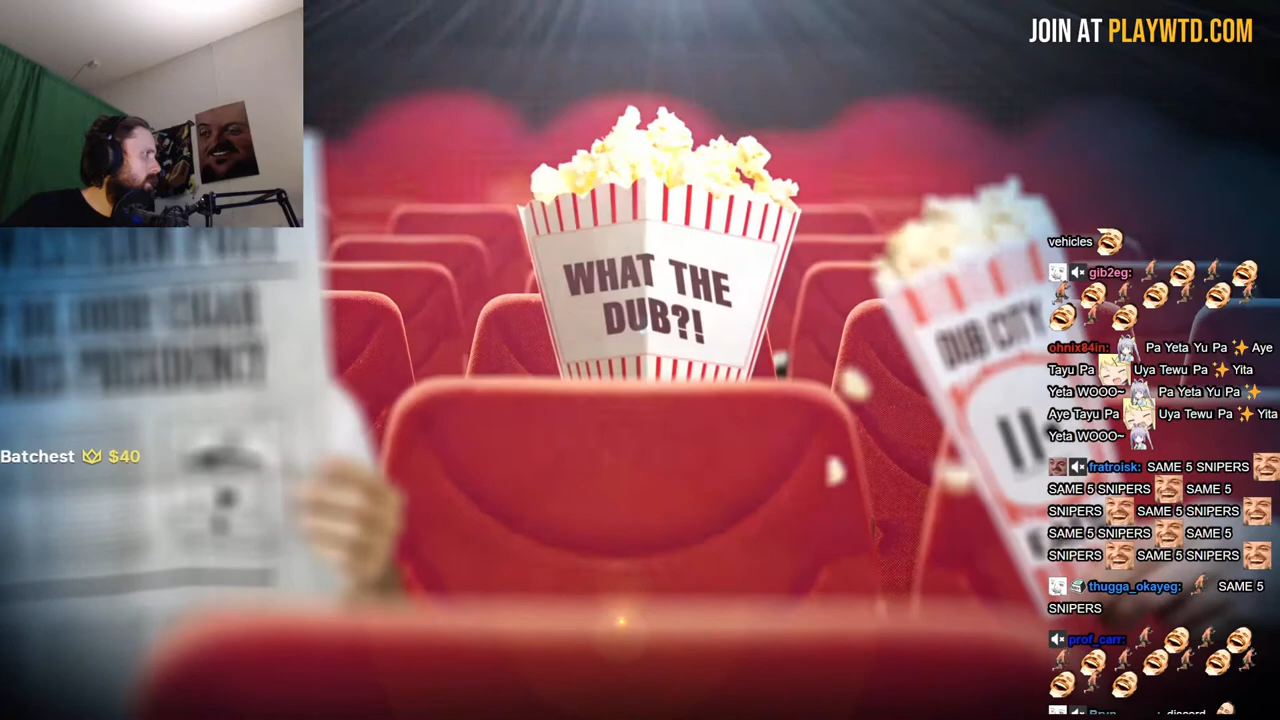 JOIN AT PLAYWTD.COM
WHAT THE
DUB?!
DUB CITY
Batchest $40
vehicles
gib2eg:
ohnix84in: Pa Yeta Yu Pa ✨ Aye
Tayu Pa Uya Tewu Pa ✨ Yita
Yeta WOOO~ Pa Yeta Yu Pa ✨
Aye Tayu Pa Uya Tewu Pa ✨ Yita
Yeta WOOO~
fratroisk: SAME 5 SNIPERS
SAME 5 SNIPERS SAME 5
SNIPERS SAME 5 SNIPERS
SAME 5 SNIPERS SAME 5
SNIPERS SAME 5 SNIPERS
thugga_okayeg: SAME 5
SNIPERS
prof_carr:
discord